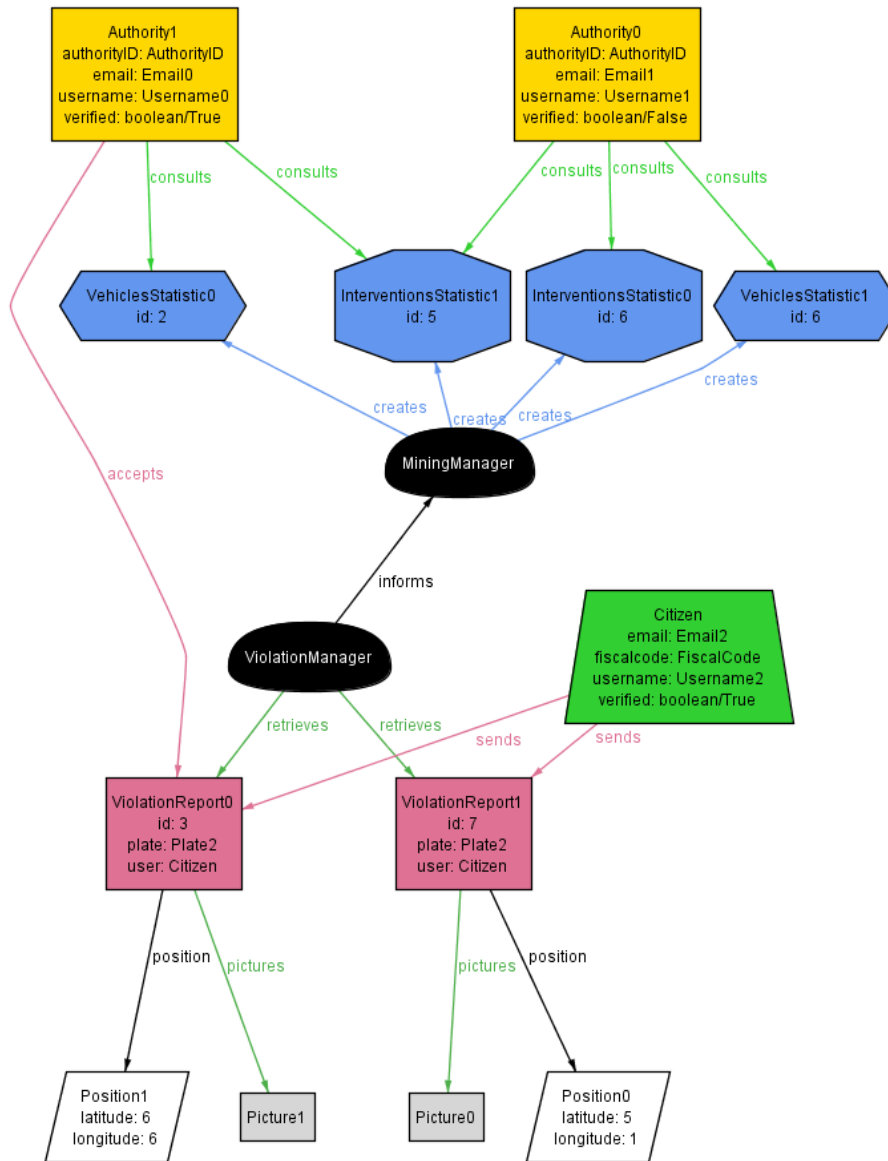 Authority1
authorityID: AuthorityID
email: Email0
username: Username0
verified: boolean/True
Authority0
authorityID: AuthorityID
email: Email1
username: Username1
verified: boolean/False
consults
consults
consults
consults
consults
VehiclesStatistic0
id: 2
InterventionsStatistic1
id: 5
InterventionsStatistic0
id: 6
VehiclesStatistic1
id: 6
creates
creates
creates
creates
MiningManager
accepts
informs
Citizen
email: Email2
fiscalcode: FiscalCode
username: Username2
verified: boolean/True
ViolationManager
retrieves
retrieves
sends
sends
ViolationReport0
id: 3
plate: Plate2
user: Citizen
ViolationReport1
id: 7
plate: Plate2
user: Citizen
position
pictures
pictures
position
Position1
latitude: 6
longitude: 6
Picture1
Picture0
Position0
latitude: 5
longitude: 1